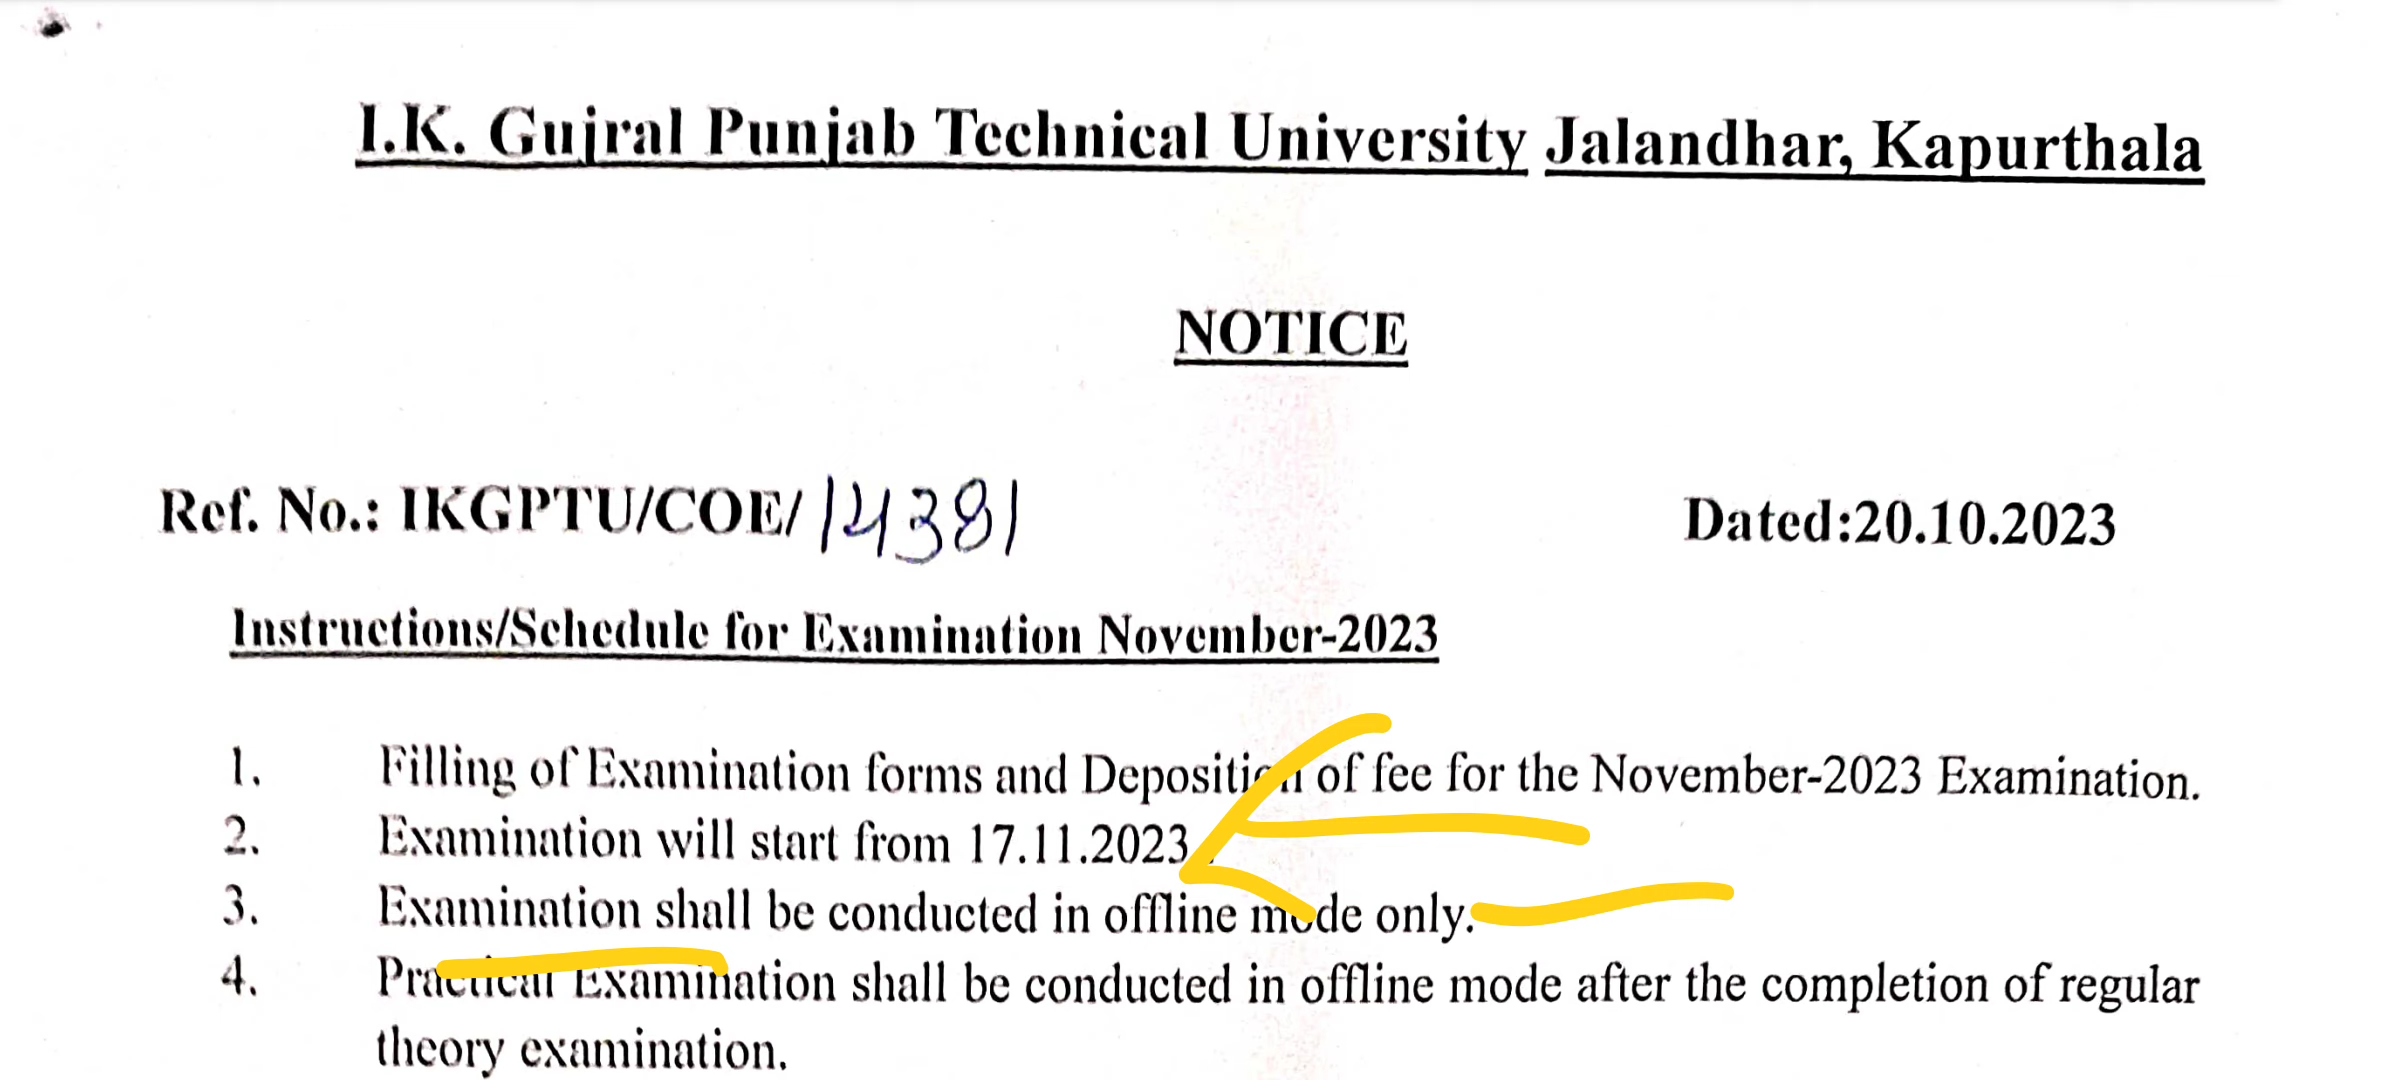 I.K. Gujral Punjab Technical University Jalandhar, Kapurthala
NOTICE
Ref. No.: IKGPTU/COE/14381 Dated:20.10.2023
Instructions/Schedule for Examination November-2023
1. Filling of Examination forms and Deposition of fee for the November-2023 Examination.
2. Examination will start from 17.11.2023.
3. Examination shall be conducted in offline mode only.
4. Practical Examination shall be conducted in offline mode after the completion of regular
theory examination.